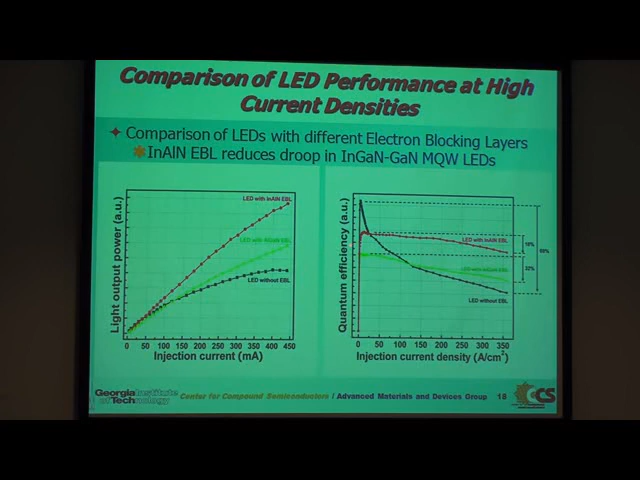 Comparison of LED Performance at High
Current Densities
Comparison of LEDs with different Electron Blocking Layers
InAlN EBL reduces droop in InGaN-GaN MQW LEDs
Light output power (a.u.)
LED with InAlN EBL
LED with AlGaN EBL
LED without EBL
0 50 100 150 200 250 300 350 400 450
Injection current (mA)
Quantum efficiency (a.u.)
LED with InAlN EBL
LED with AlGaN EBL
LED without EBL
18%
32%
0 50 100 150 200 250 300 350
Injection current density (A/cm²)
Georgia Institute
of Technology
Center for Compound Semiconductors / Advanced Materials and Devices Group 18
CS